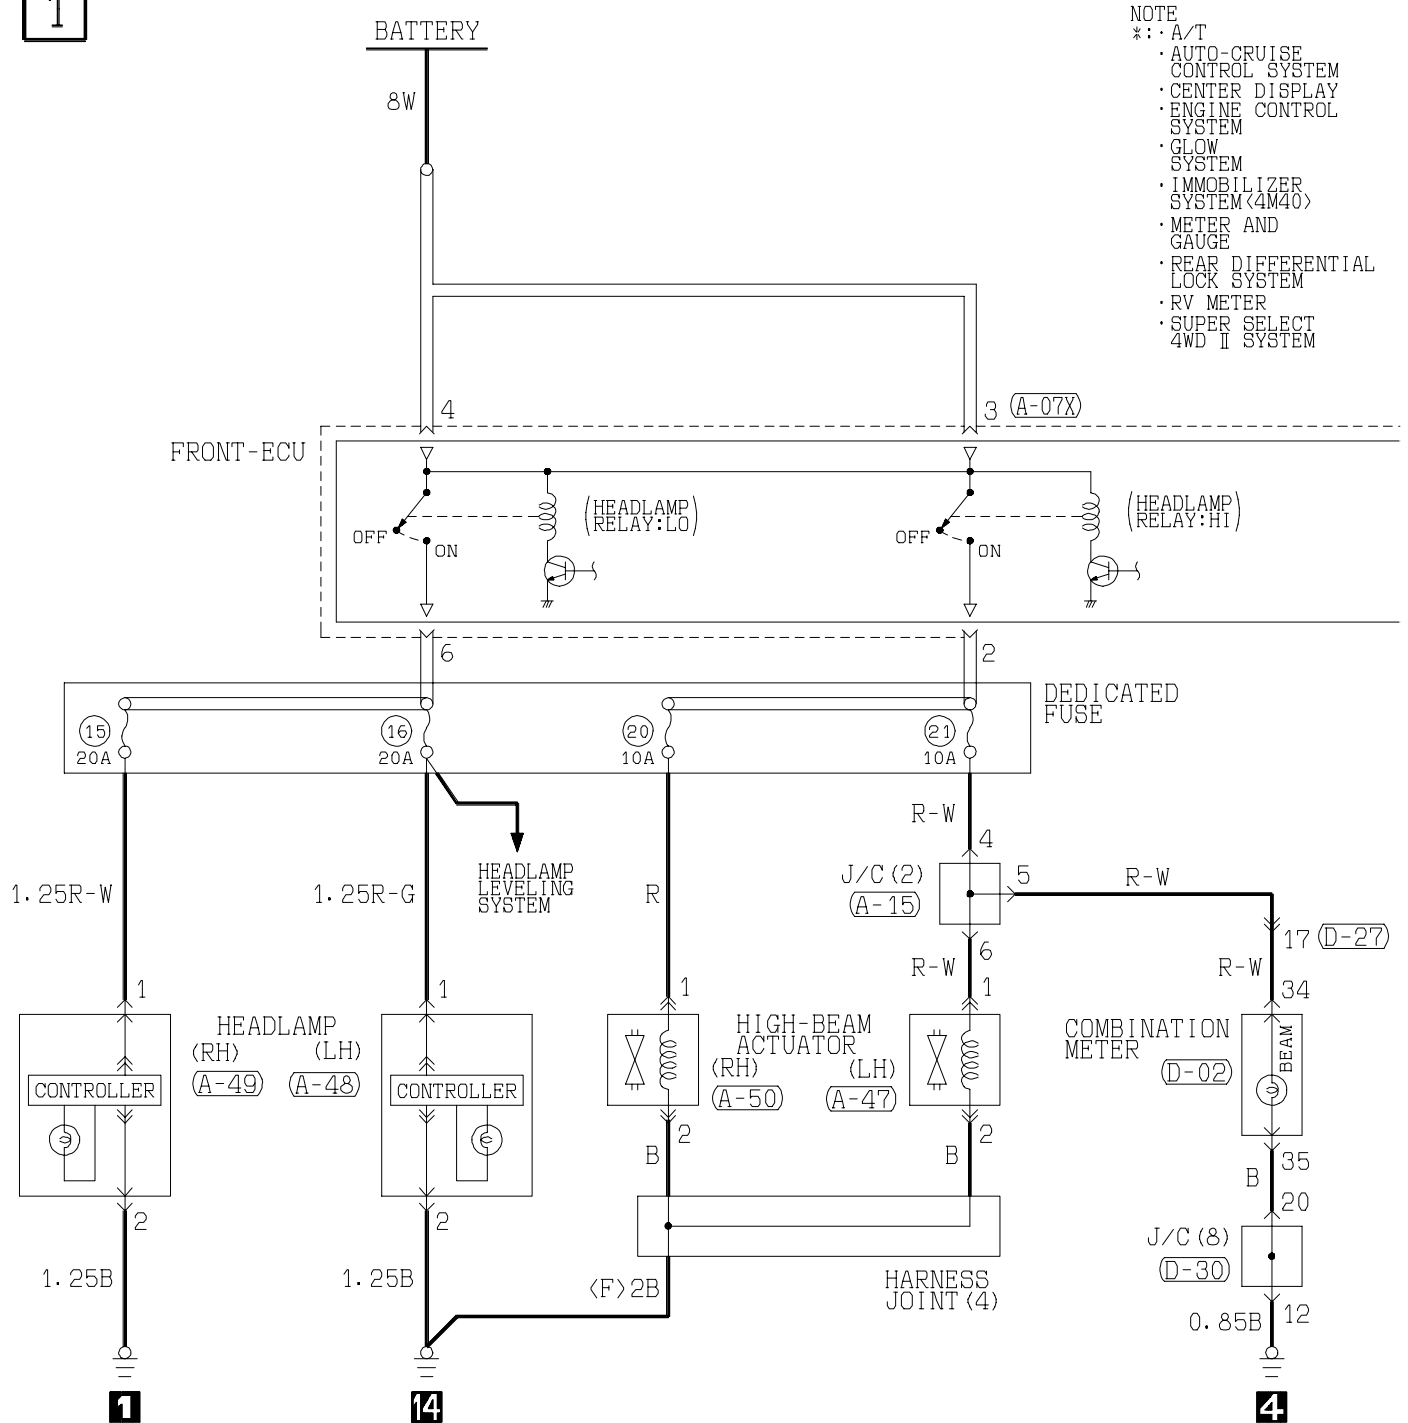 1
BATTERY
8W
NOTE
*:·A/T
·AUTO-CRUISE
CONTROL SYSTEM
·CENTER DISPLAY
·ENGINE CONTROL
SYSTEM
·GLOW
SYSTEM
·IMMOBILIZER
SYSTEM<4M40>
·METER AND
GAUGE
·REAR DIFFERENTIAL
LOCK SYSTEM
·RV METER
·SUPER SELECT
4WD Ⅱ SYSTEM
4
3 (A-07X)
FRONT-ECU
OFF
ON
(HEADLAMP
RELAY:LO)
OFF
ON
(HEADLAMP
RELAY:HI)
6
2
DEDICATED
FUSE
15
20A
16
20A
20
10A
21
10A
HEADLAMP
LEVELING
SYSTEM
R-W
4
J/C(2)
(A-15)
5
R-W
6
R-W
17 (D-27)
R-W
34
1.25R-W
1.25R-G
R
1
1
1
1
HEADLAMP
(RH)
(LH)
(A-49)
(A-48)
CONTROLLER
CONTROLLER
HIGH-BEAM
ACTUATOR
(RH)
(LH)
(A-50)
(A-47)
COMBINATION
METER
(D-02)
BEAM
2
2
2
2
B
B
35
B
20
J/C(8)
(D-30)
12
0.85B
1.25B
1.25B
<F>2B
HARNESS
JOINT(4)
1
14
4